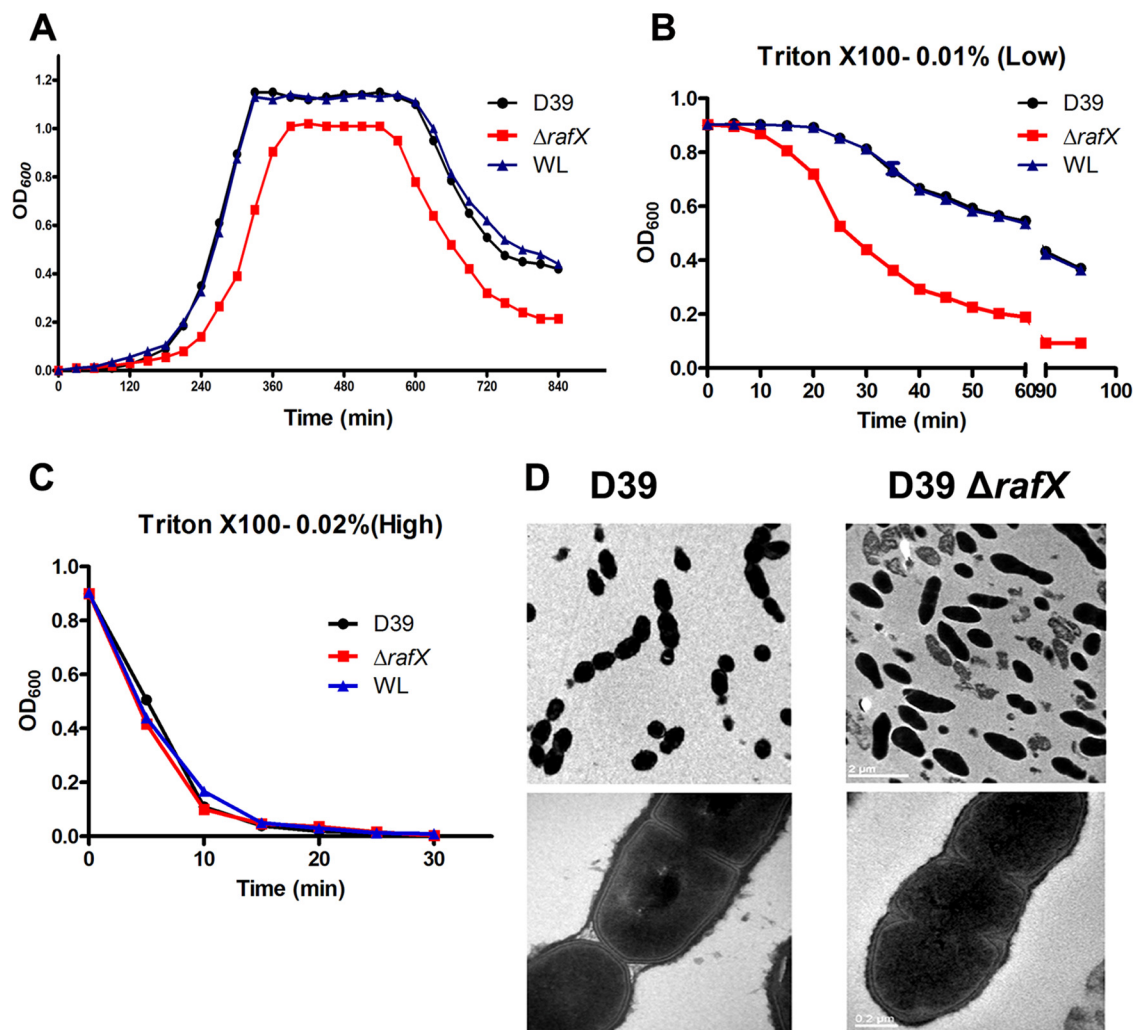 A
1.2
1.0
0.8
0.6
0.4
0.2
0.0
OD600
0 120 240 360 480 600 720 840
Time (min)
D39
ΔrafX
WL
B
Triton X100- 0.01% (Low)
1.0
0.8
0.6
0.4
0.2
0.0
OD600
0 10 20 30 40 50 60 90 100
Time (min)
D39
ΔrafX
WL
C
Triton X100- 0.02%(High)
1.0
0.8
0.6
0.4
0.2
0.0
OD600
0 10 20 30
Time (min)
D39
ΔrafX
WL
D
D39
D39 ΔrafX
2 μm
0.2 μm